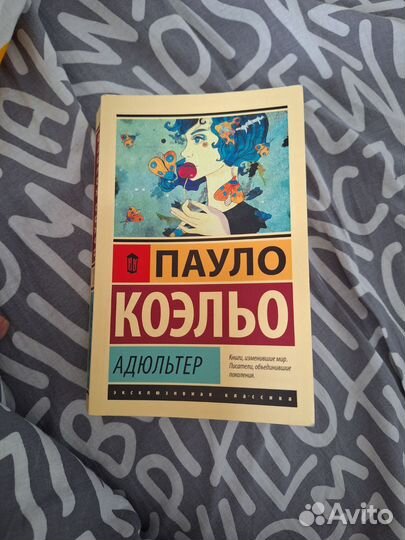 ПАУЛО
КОЭЛЬО
АДЮЛЬТЕР
Книги, изменившие мир.
Писатели, объединившие
поколения.
ЭКСКЛЮЗИВНАЯ КЛАССИКА
Avito